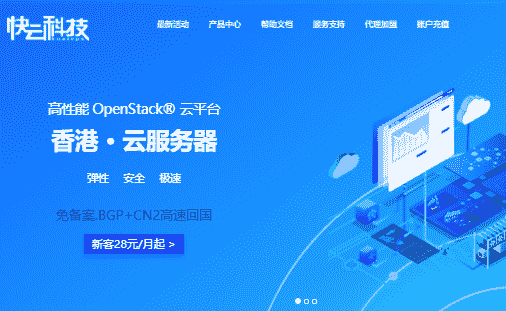 快云科技
最新活动 产品中心 帮助文档 服务支持 代理加盟 账户充值
高性能 OpenStack® 云平台
香港·云服务器
弹性 安全 极速
免备案,BGP+CN2高速回国
新客28元/月起 >